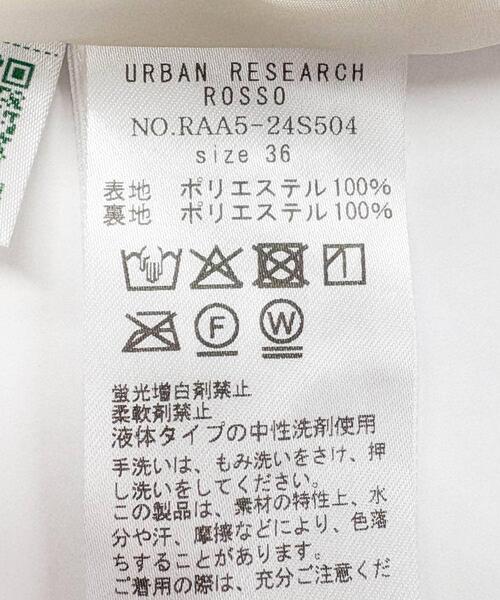 URBAN RESEARCH
ROSSO
NO.RAA5-24S504
size 36
表地 ポリエステル100%
裏地 ポリエステル100%
F W
蛍光増白剤禁止
柔軟剤禁止
液体タイプの中性洗剤使用
手洗いは、もみ洗いをさけ、押
し洗いをしてください。
この製品は、素材の特性上、水
分や汗、摩擦などにより、色落
ちすることがあります。
ご着用の際は、充分ご注意くだ